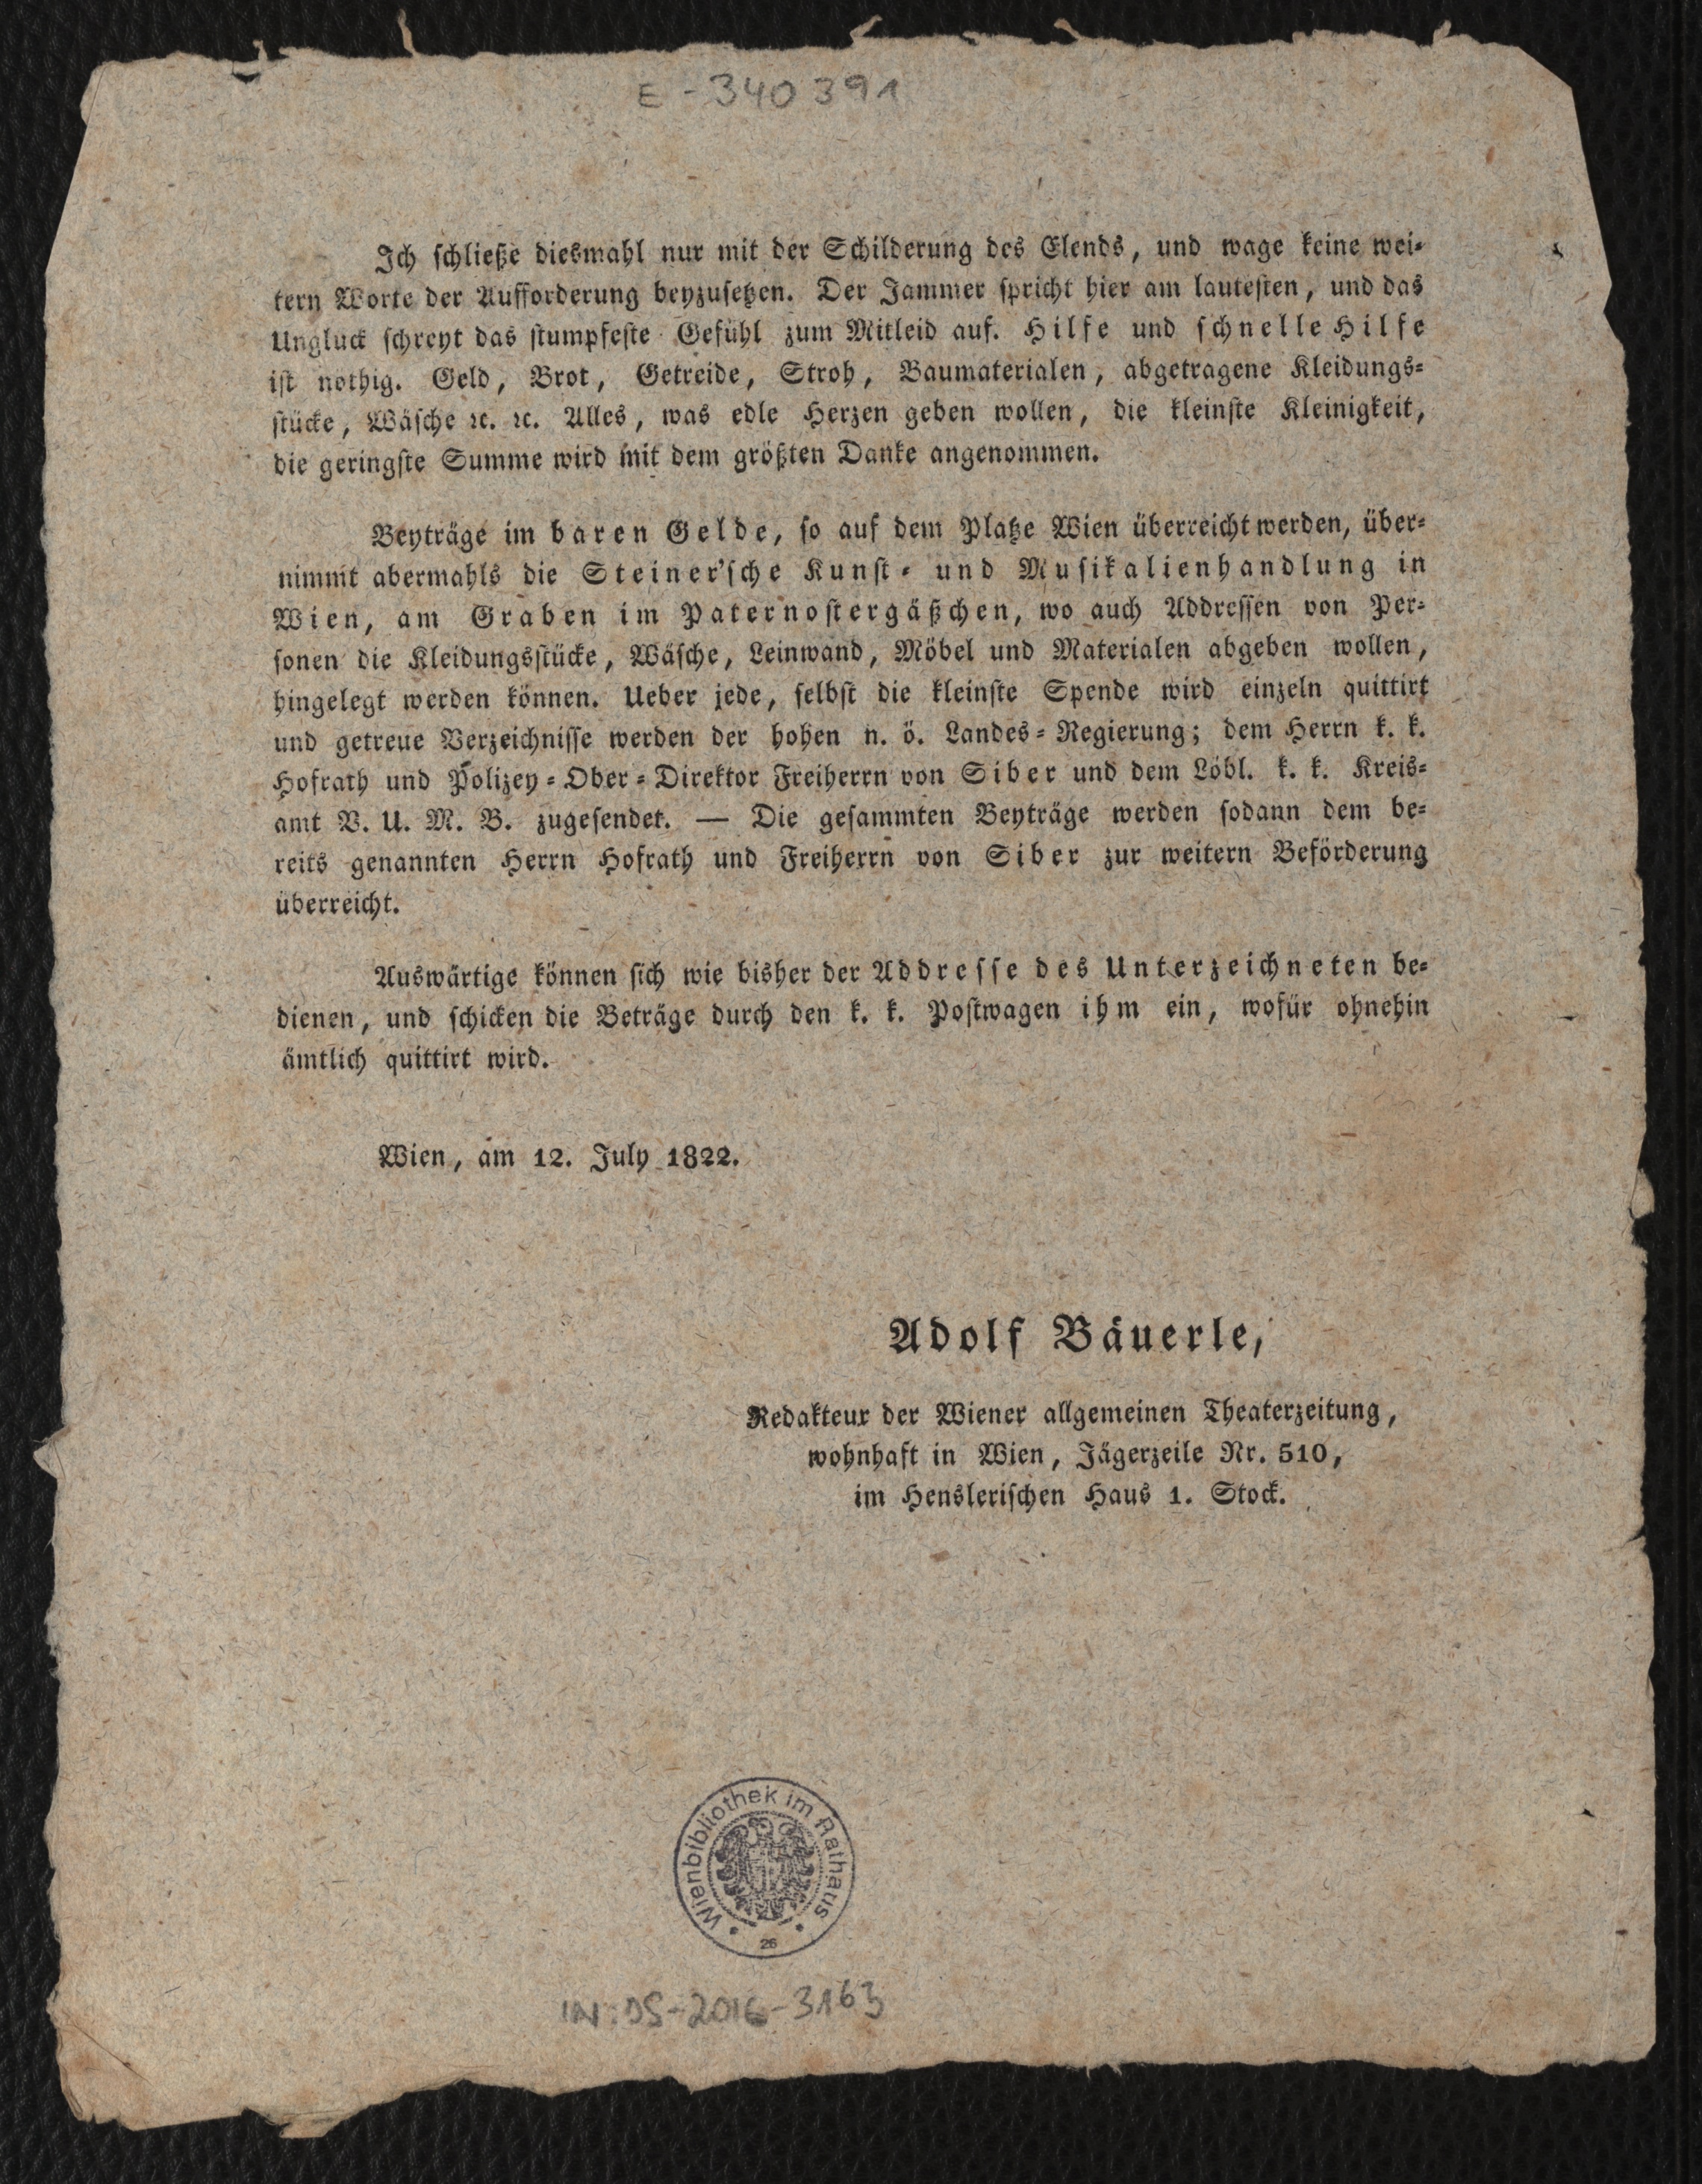 E-340391
Ich schließe diesmahl nur mit der Schilderung des Elends, und wage keine wei-
tern Worte der Aufforderung beyzusetzen. Der Jammer spricht hier am lautesten, und das
Unglück schreyt das stumpfeste Gefühl zum Mitleid auf. Hilfe und schnelle Hilfe
ist nöthig. Geld, Brot, Getreide, Stroh, Baumaterialen, abgetragene Kleidungs-
stücke, Wäsche ꝛc. ꝛc. Alles, was edle Herzen geben wollen, die kleinste Kleinigkeit,
die geringste Summe wird mit dem größten Danke angenommen.
Beyträge im baren Gelde, so auf dem Platze Wien überreicht werden, über-
nimmt abermahls die Steiner'sche Kunst- und Musikalienhandlung in
Wien, am Graben im Paternostergäßchen, wo auch Addressen von Per-
sonen die Kleidungsstücke, Wäsche, Leinwand, Möbel und Materialen abgeben wollen,
hingelegt werden können. Ueber jede, selbst die kleinste Spende wird einzeln quittirt
und getreue Verzeichnisse werden der hohen n. ö. Landes-Regierung; dem Herrn k. k.
Hofrath und Polizey-Ober-Direktor Freiherrn von Siber und dem Löbl. k. k. Kreis-
amt V. U. M. B. zugesendet. — Die gesammten Beyträge werden sodann dem be-
reits genannten Herrn Hofrath und Freiherrn von Siber zur weitern Beförderung
überreicht.
Auswärtige können sich wie bisher der Addresse des Unterzeichneten be-
dienen, und schicken die Beträge durch den k. k. Postwagen ihm ein, wofür ohnehin
ämtlich quittirt wird.
Wien, am 12. July 1822.
Adolf Bäuerle,
Redakteur der Wiener allgemeinen Theaterzeitung,
wohnhaft in Wien, Jägerzeile Nr. 510,
im Henslerischen Haus 1. Stock.
Wienbibliothek im Rathaus
26
IN:DS-2016-3163